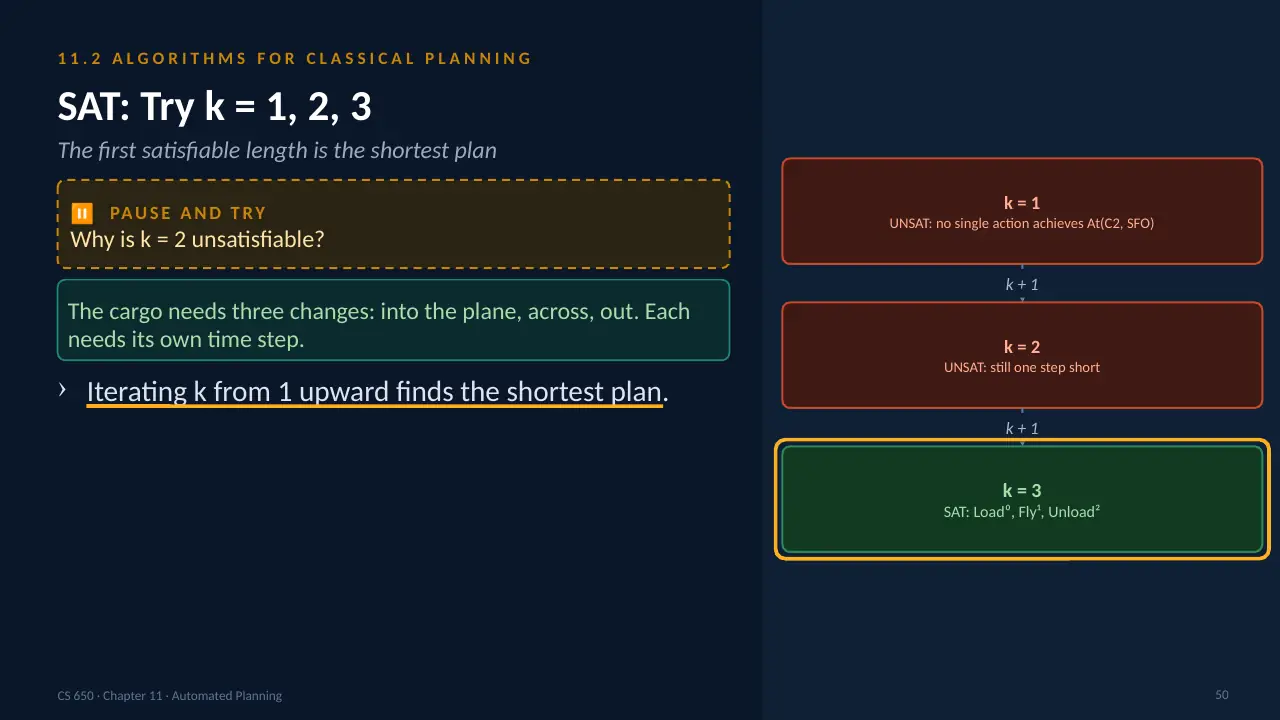 11.2 ALGORITHMS FOR CLASSICAL PLANNING
SAT: Try k = 1, 2, 3
The first satisfiable length is the shortest plan
⏸ PAUSE AND TRY
Why is k = 2 unsatisfiable?
The cargo needs three changes: into the plane, across, out. Each
needs its own time step.
› Iterating k from 1 upward finds the shortest plan.
k = 1
UNSAT: no single action achieves At(C2, SFO)
k + 1
k = 2
UNSAT: still one step short
k + 1
k = 3
SAT: Load⁰, Fly¹, Unload²
CS 650 · Chapter 11 · Automated Planning
50